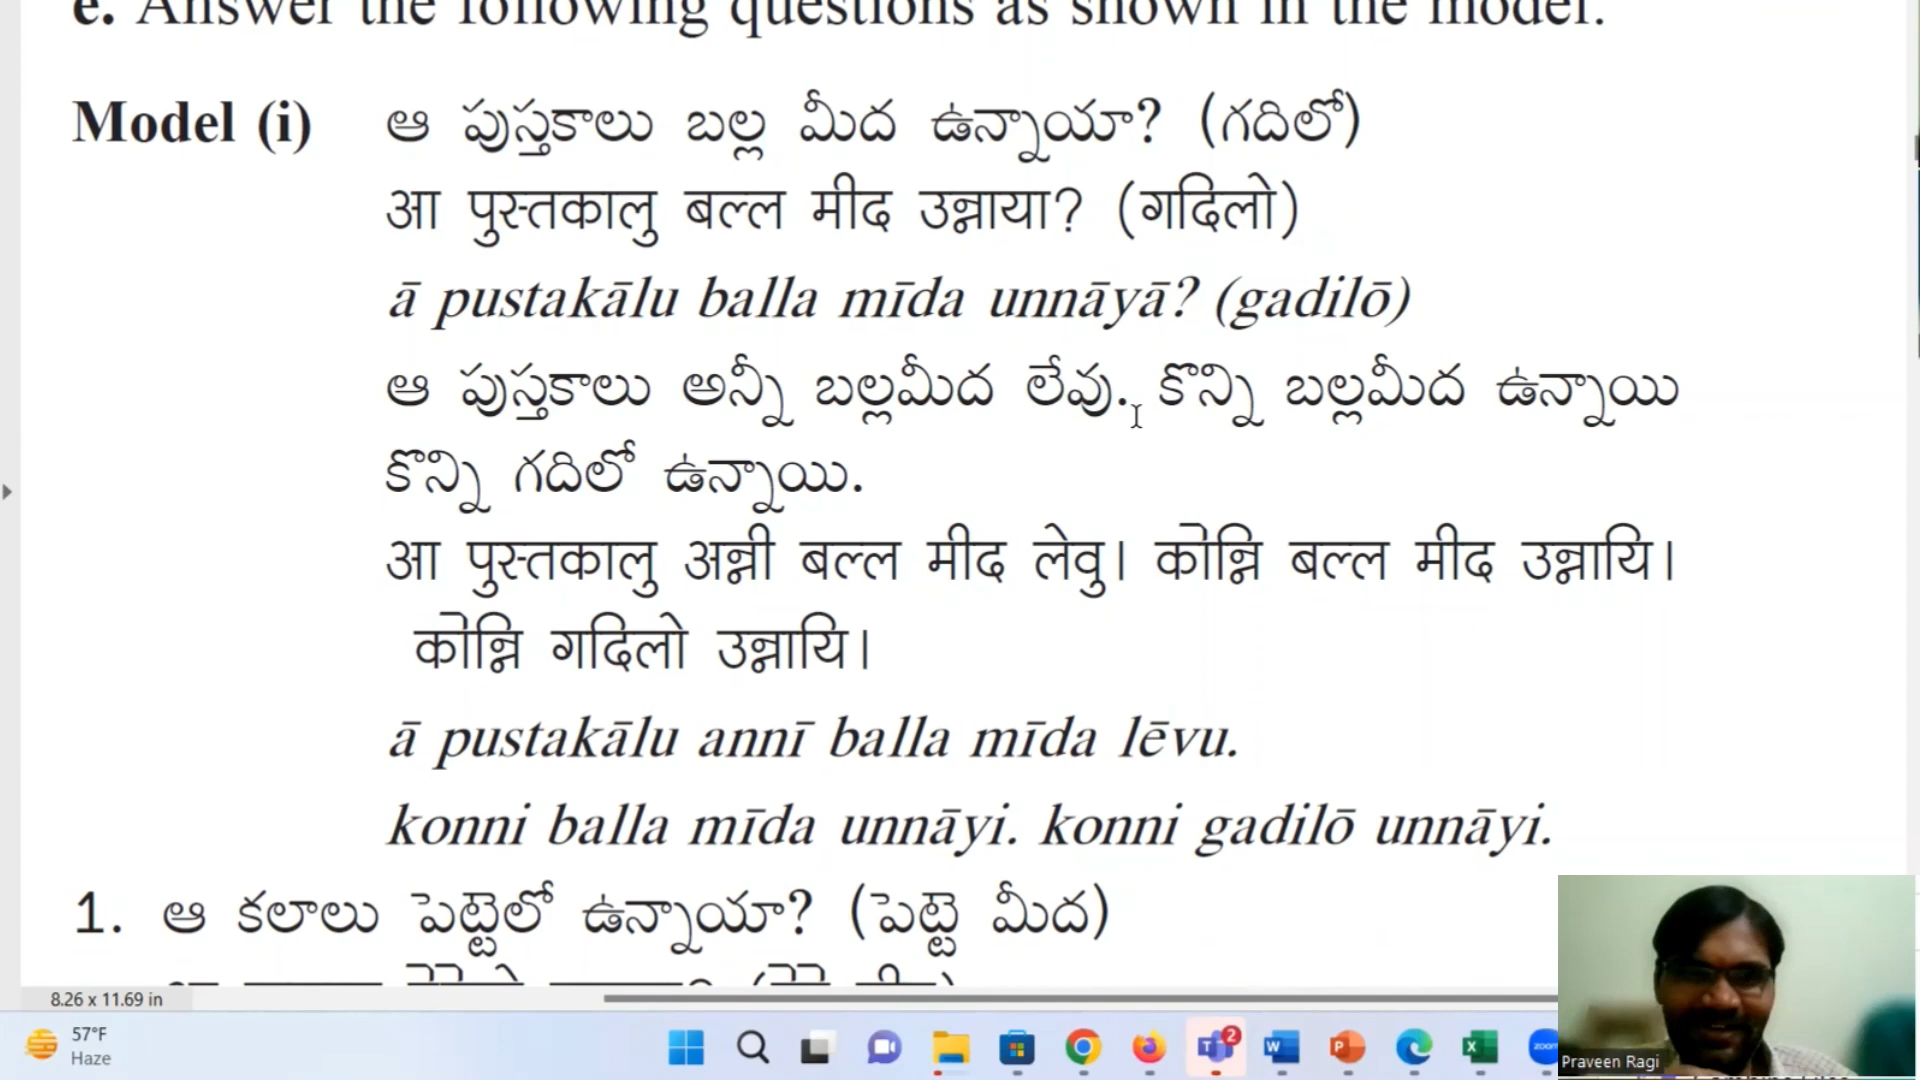 e. Answer the following questions as shown in the model.
Model (i) ఆ పుస్తకాలు బల్ల మీద ఉన్నాయా? (గదిలో)
आ पुस्तकालु बल्ल मीद उन्नाया? (गदिलो)
ā pustakālu balla mīda unnāyā? (gadilō)
ఆ పుస్తకాలు అన్నీ బల్లమీద లేవు. కొన్ని బల్లమీద ఉన్నాయి
కొన్ని గదిలో ఉన్నాయి.
आ पुस्तकालु अन्नी बल्ल मीद लेवु। कॊन्नि बल्ल मीद उन्नायि।
कॊन्नि गदिलो उन्नायि।
ā pustakālu annī balla mīda lēvu.
konni balla mīda unnāyi. konni gadilō unnāyi.
1. ఆ కలాలు పెట్టెలో ఉన్నాయా? (పెట్టె మీద)
8.26 x 11.69 in
57°F
Haze
2
zoom
Praveen Ragi